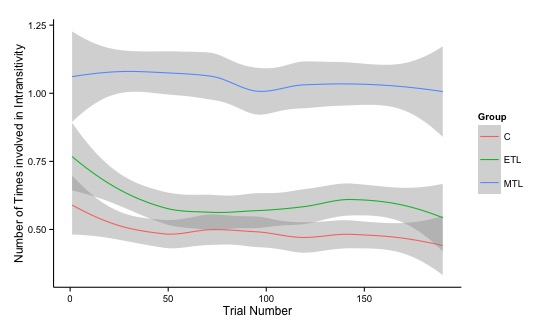 Number of Times involved in Intransitivity
1.25
1.00
0.75
0.50
0
50
100
150
Trial Number
Group
C
ETL
MTL